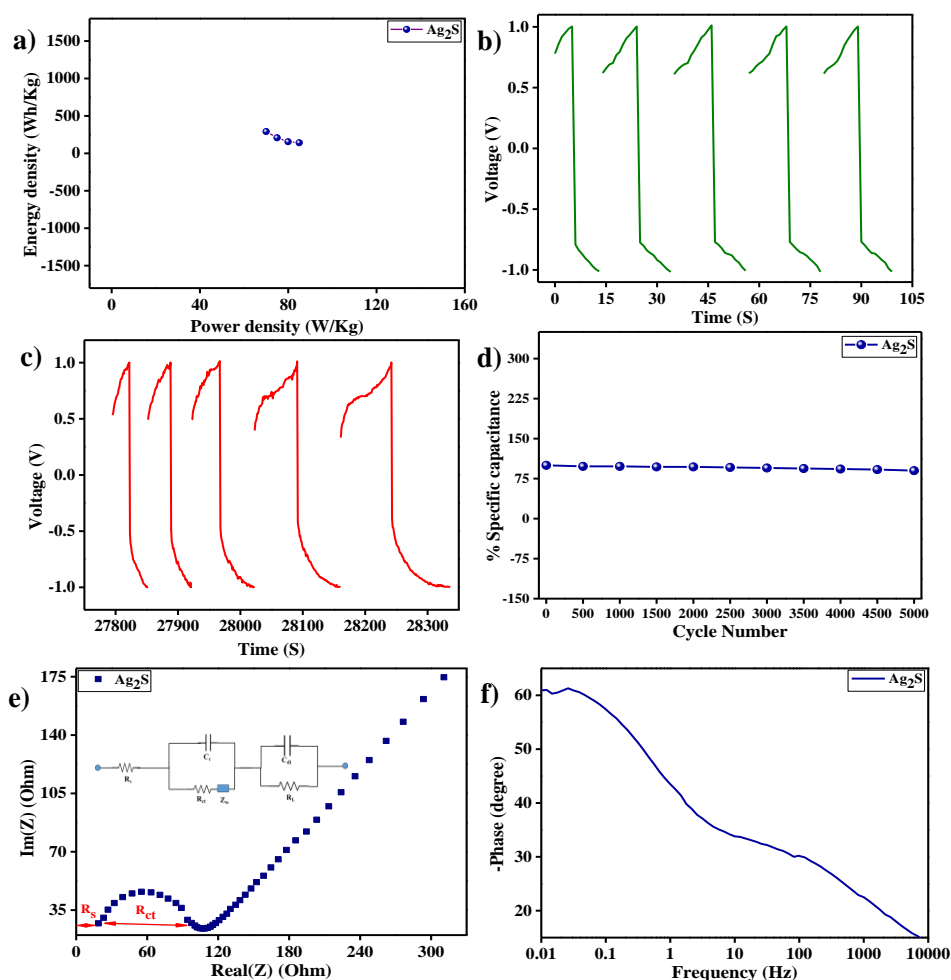 a)
Ag2S
1500
1000
500
0
-500
-1000
-1500
Energy density (Wh/Kg)
0 40 80 120 160
Power density (W/Kg)
b)
1.0
0.5
0.0
-0.5
-1.0
Voltage (V)
0 15 30 45 60 75 90 105
Time (S)
c)
1.0
0.5
0.0
-0.5
-1.0
Voltage (V)
27800 27900 28000 28100 28200 28300
Time (S)
d)
Ag2S
300
225
150
75
0
-75
-150
% Specific capacitance
0 500 1000 1500 2000 2500 3000 3500 4000 4500 5000
Cycle Number
e)
Ag2S
175
140
105
70
35
Im(Z) (Ohm)
Rs
Rct
Zw
RL
Rs Rct
0 60 120 180 240 300
Real(Z) (Ohm)
f)
Ag2S
60
50
40
30
20
-Phase (degree)
0.01 0.1 1 10 100 1000 10000
Frequency (Hz)